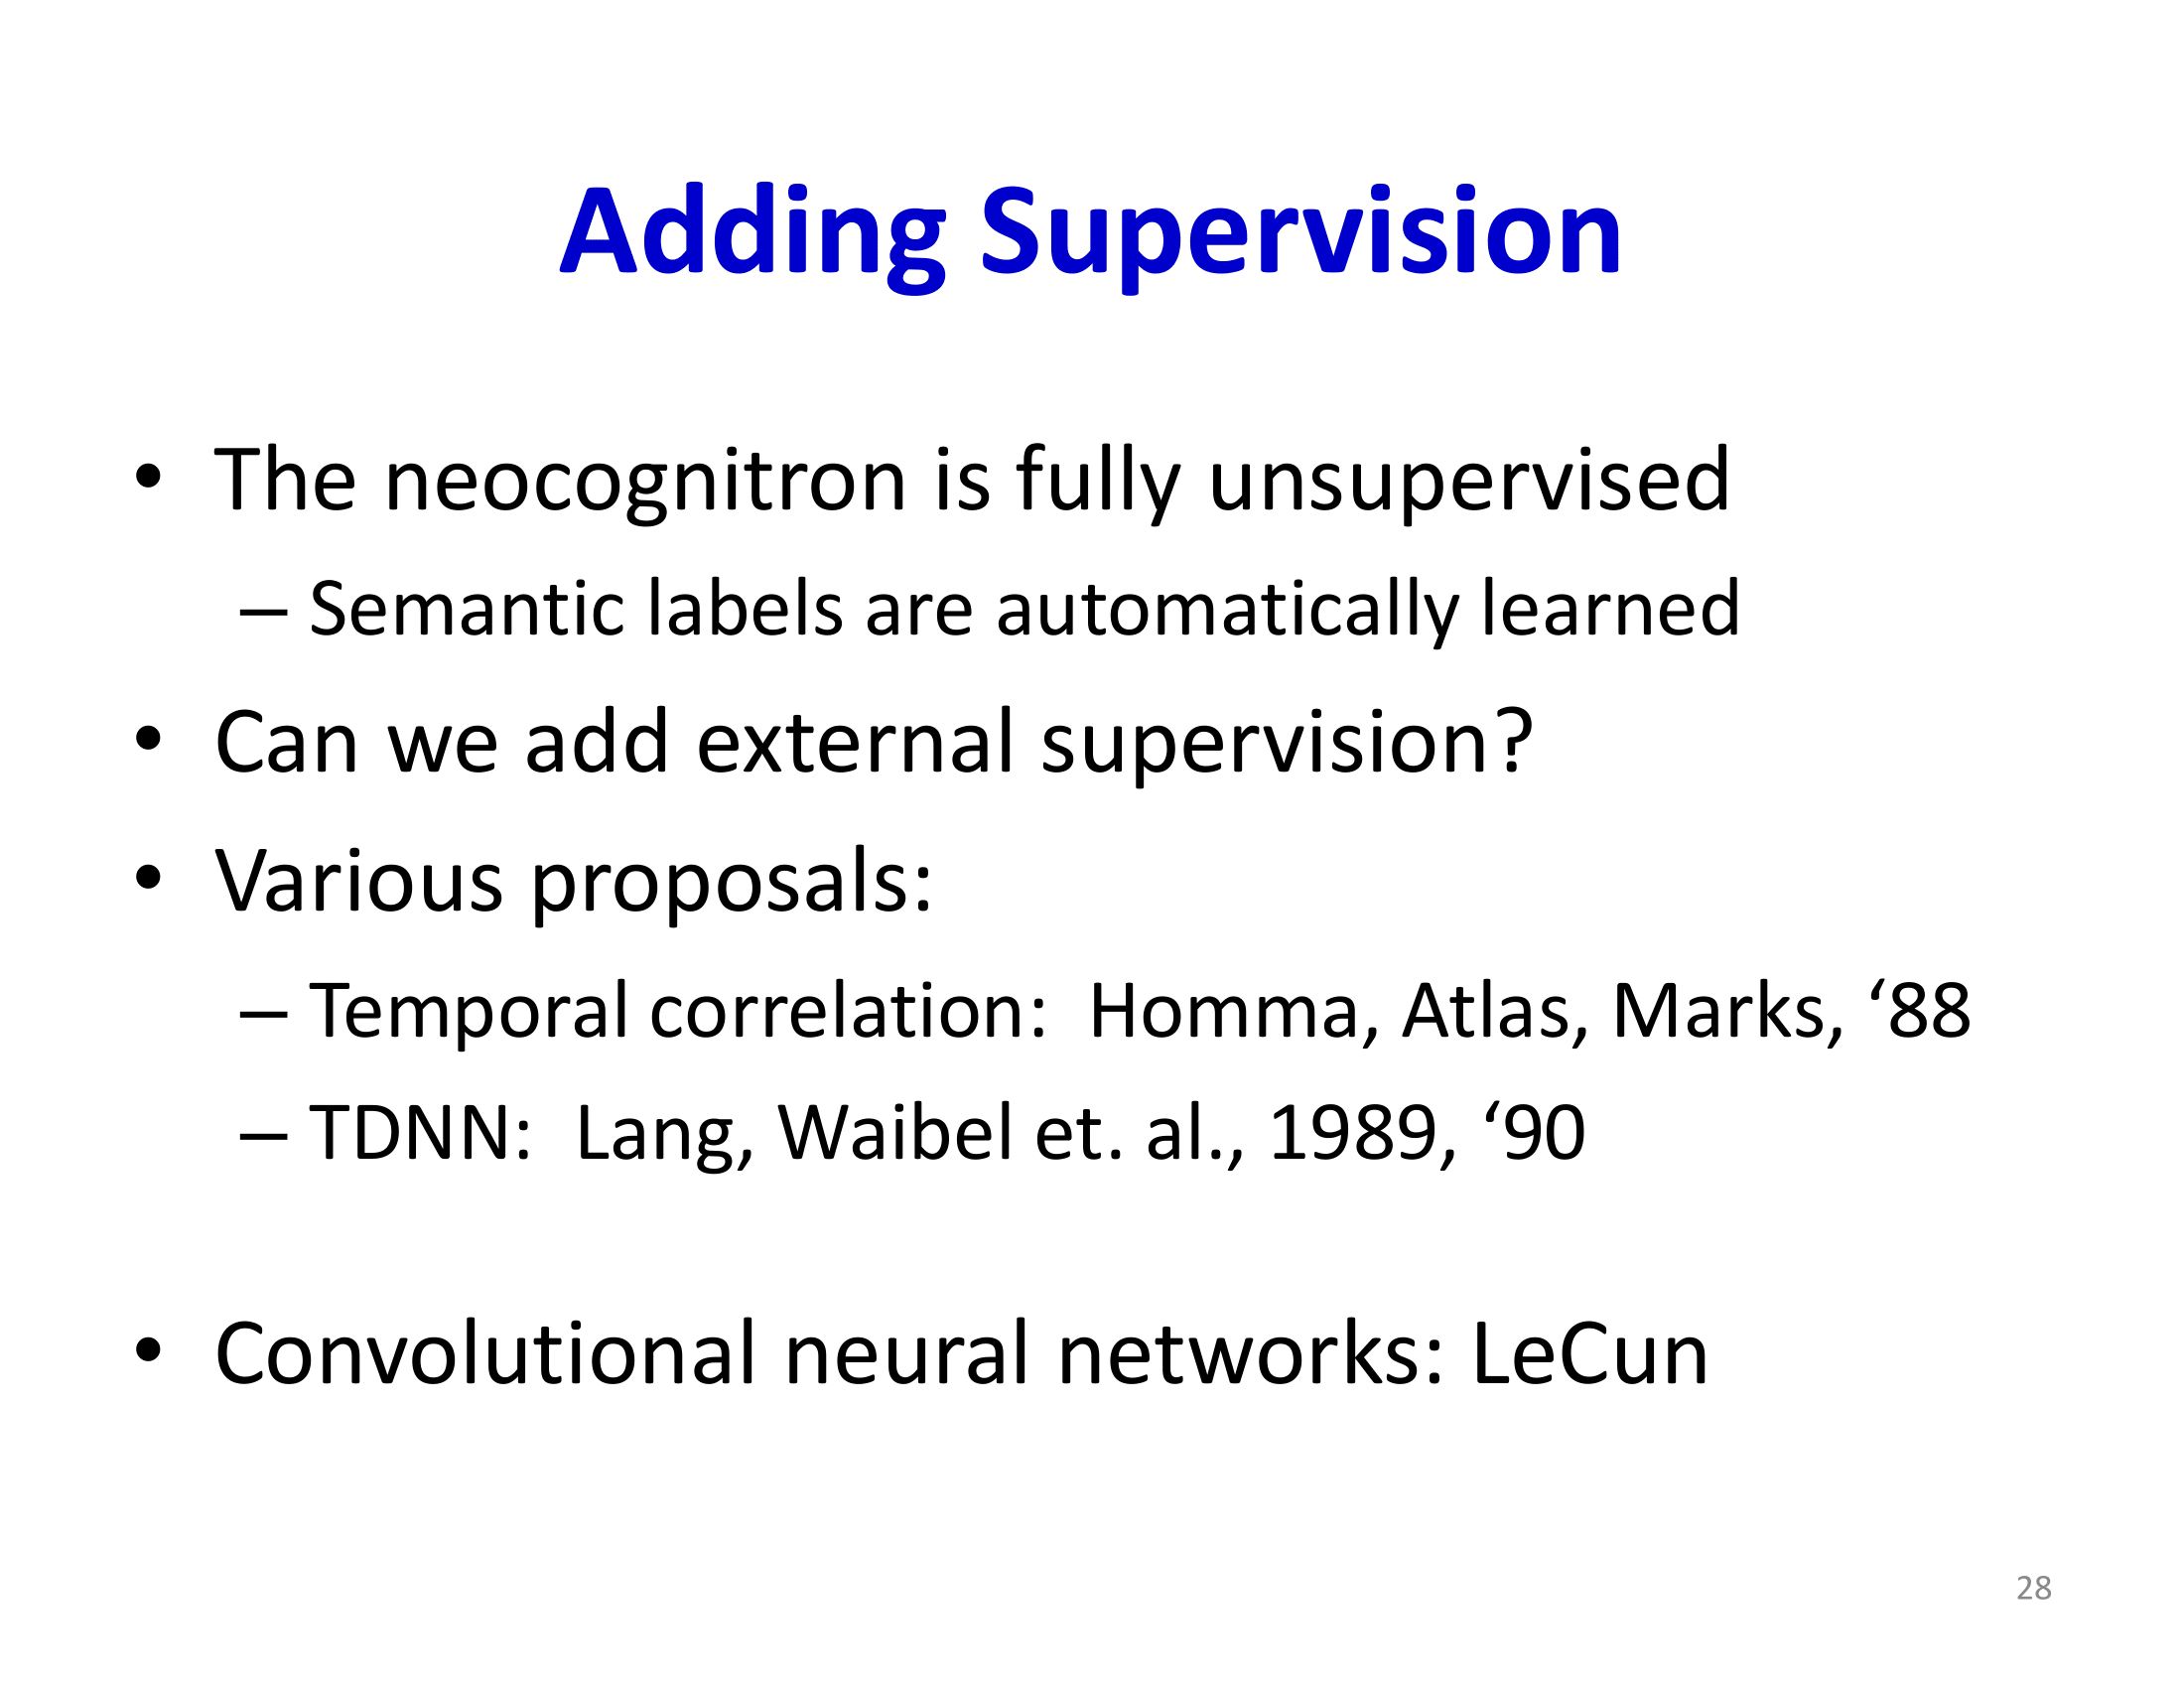 Adding Supervision
• The neocognitron is fully unsupervised
– Semantic labels are automatically learned
• Can we add external supervision?
• Various proposals:
– Temporal correlation: Homma, Atlas, Marks, ’88
– TDNN: Lang, Waibel et. al., 1989, ‘90
• Convolutional neural networks: LeCun
28